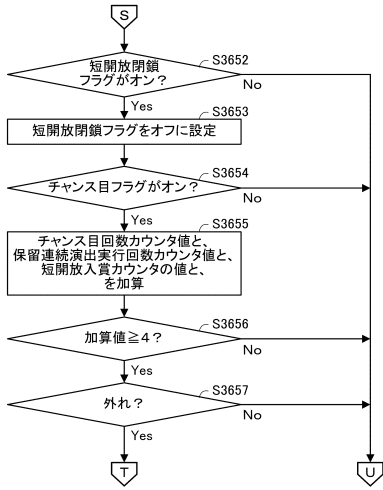 S
S3652
短開放閉鎖
フラグがオン？
No
Yes
S3653
短開放閉鎖フラグをオフに設定
S3654
チャンス目フラグがオン？
No
Yes
S3655
チャンス目回数カウンタ値と、
保留連続演出実行回数カウンタ値と、
短開放入賞カウンタの値と、
を加算
S3656
加算値≧４？
No
Yes
S3657
外れ？
No
Yes
T
U